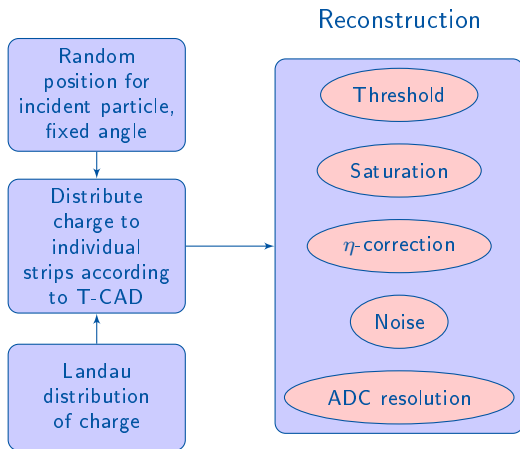 Reconstruction
Random
position for
incident particle,
fixed angle
Distribute
charge to
individual
strips according
to T-CAD
Landau
distribution
of charge
Threshold
Saturation
η-correction
Noise
ADC resolution